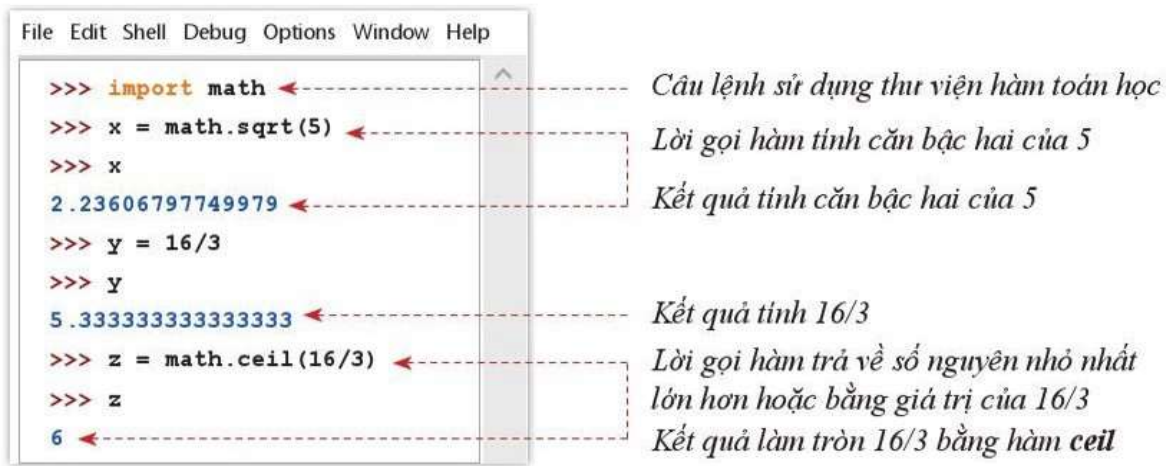 File Edit Shell Debug Options Window Help
>>> import math
Câu lệnh sử dụng thư viện hàm toán học
>>> x = math.sqrt(5)
Lời gọi hàm tính căn bậc hai của 5
>>> x
2.23606797749979
Kết quả tính căn bậc hai của 5
>>> y = 16/3
>>> y
5.333333333333333
Kết quả tính 16/3
>>> z = math.ceil(16/3)
Lời gọi hàm trả về số nguyên nhỏ nhất
lớn hơn hoặc bằng giá trị của 16/3
>>> z
6
Kết quả làm tròn 16/3 bằng hàm ceil